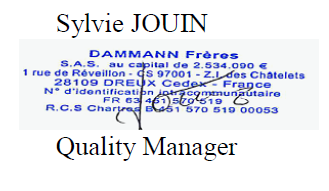 Sylvie JOUIN
DAMMANN Frères
S.A.S. au capital de 2.534.090 €
1 rue de Réveillon - CS 97001 - Z.I. des Châtelets
28109 DREUX Cedex - France
N° d'identification intracommunautaire
FR 63 451 570 519
R.C.S Chartres B 451 570 519 00053
Quality Manager